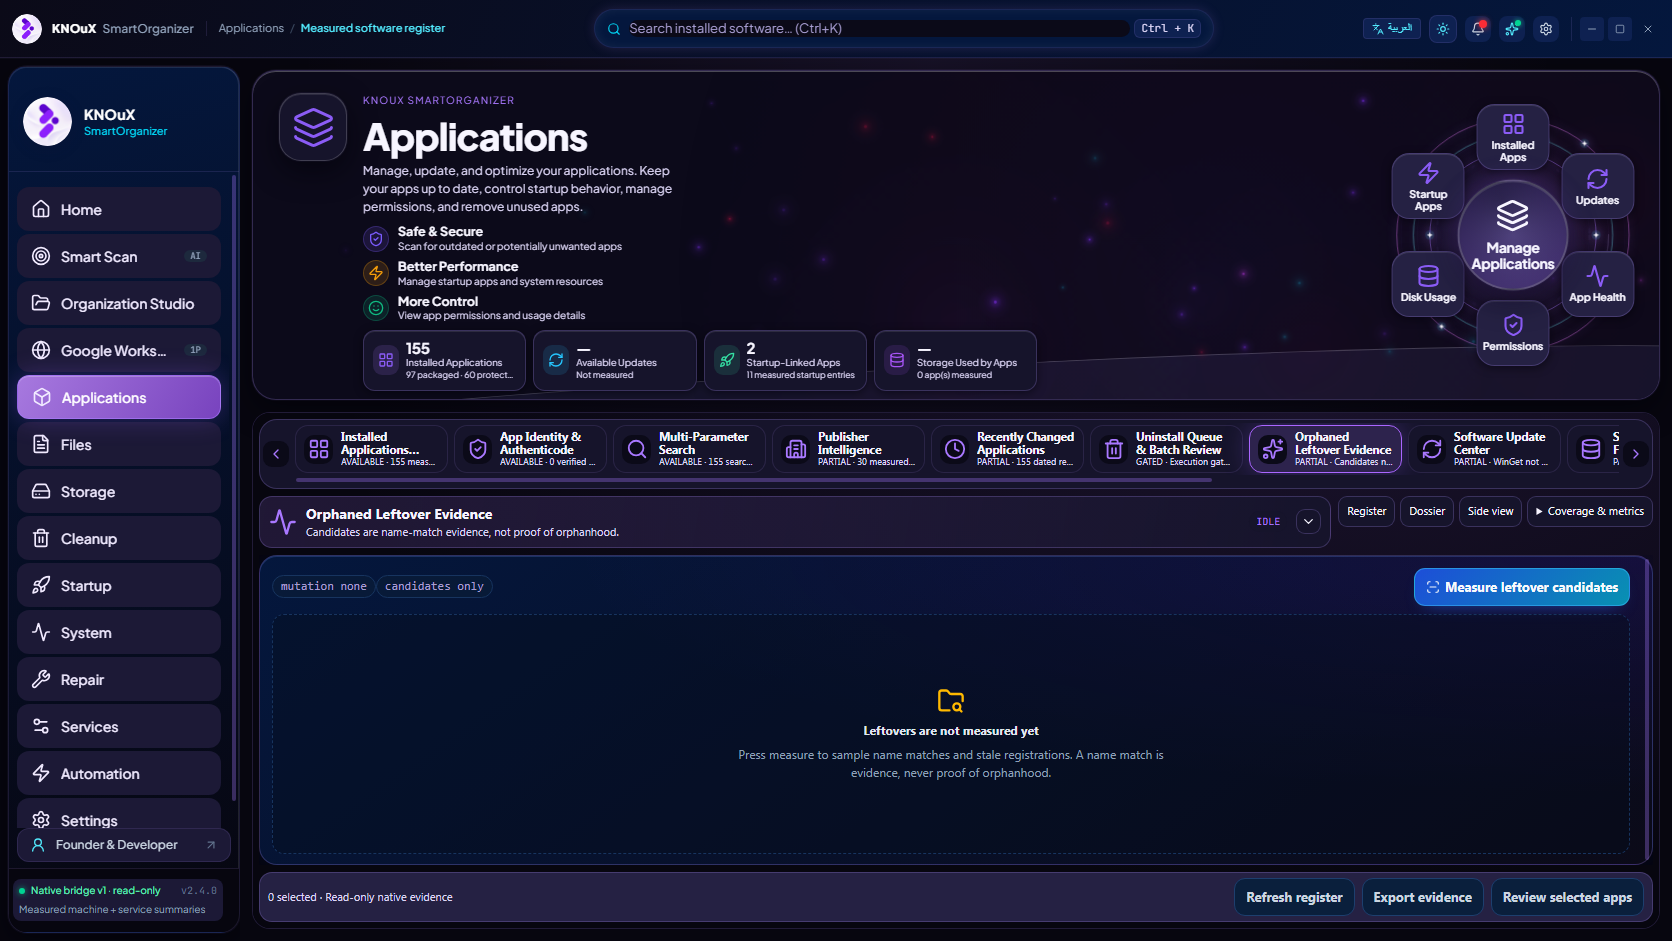 KNOuX SmartOrganizer
Applications / Measured software register
Search installed software... (Ctrl+K)
Ctrl + K
العربية
KNOuX
SmartOrganizer
Home
Smart Scan AI
Organization Studio
Google Works... 1P
Applications
Files
Storage
Cleanup
Startup
System
Repair
Services
Automation
Settings
Founder & Developer
Native bridge v1 · read-only v2.4.0
Measured machine + service summaries
KNOUX SMARTORGANIZER
Applications
Manage, update, and optimize your applications. Keep
your apps up to date, control startup behavior, manage
permissions, and remove unused apps.
Safe & Secure
Scan for outdated or potentially unwanted apps
Better Performance
Manage startup apps and system resources
More Control
View app permissions and usage details
155
Installed Applications
97 packaged · 60 protect...
—
Available Updates
Not measured
2
Startup-Linked Apps
11 measured startup entries
—
Storage Used by Apps
0 app(s) measured
Installed
Apps
Startup
Apps
Updates
Manage
Applications
Disk Usage
App Health
Permissions
Installed
Applications...
AVAILABLE · 155 meas...
App Identity &
Authenticode
AVAILABLE · 0 verified ...
Multi-Parameter
Search
AVAILABLE · 155 searc...
Publisher
Intelligence
PARTIAL · 30 measured...
Recently Changed
Applications
PARTIAL · 155 dated re...
Uninstall Queue
& Batch Review
GATED · Execution gat...
Orphaned
Leftover Evidence
PARTIAL · Candidates n...
Software Update
Center
PARTIAL · WinGet not ...
Orphaned Leftover Evidence
Candidates are name-match evidence, not proof of orphanhood.
IDLE
Register
Dossier
Side view
Coverage & metrics
mutation none
candidates only
Measure leftover candidates
Leftovers are not measured yet
Press measure to sample name matches and stale registrations. A name match is
evidence, never proof of orphanhood.
0 selected · Read-only native evidence
Refresh register
Export evidence
Review selected apps